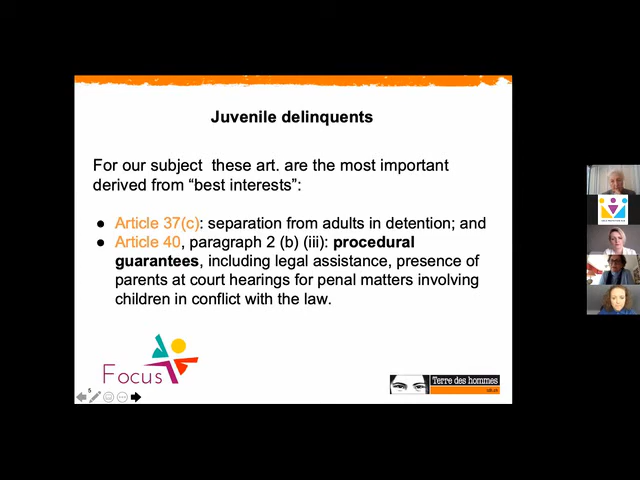 Juvenile delinquents
For our subject these art. are the most important
derived from “best interests”:
● Article 37(c): separation from adults in detention; and
● Article 40, paragraph 2 (b) (iii): procedural
guarantees, including legal assistance, presence of
parents at court hearings for penal matters involving
children in conflict with the law.
Focus
Terre des hommes
5